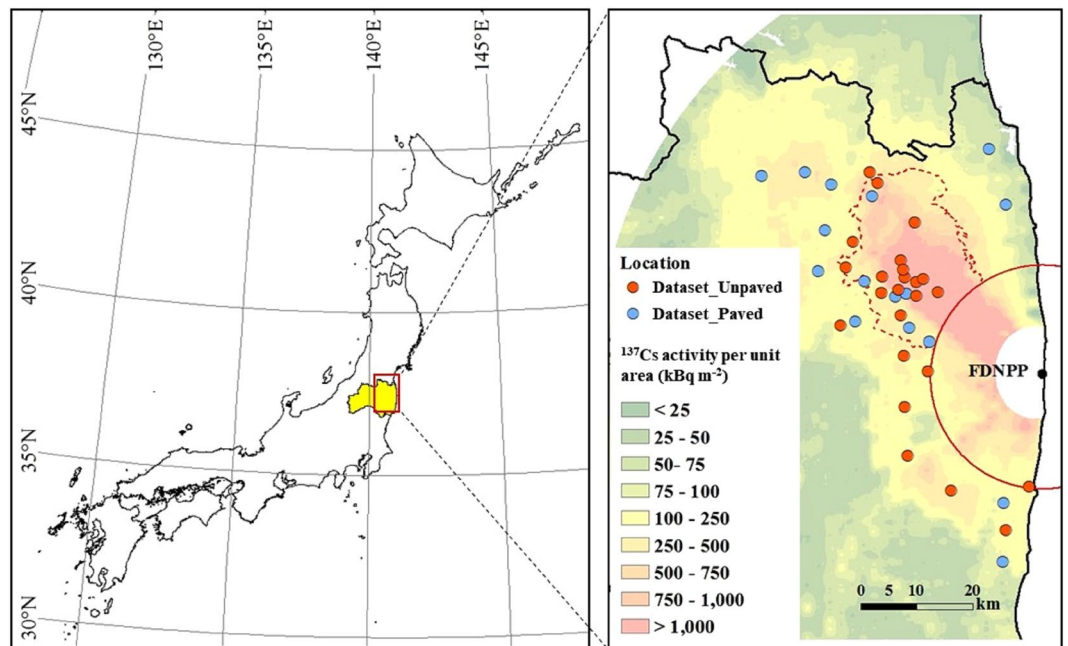 130°E
135°E
140°E
145°E
45°N
40°N
35°N
30°N
Location
Dataset_Unpaved
Dataset_Paved
¹³⁷Cs activity per unit
area (kBq m⁻²)
< 25
25 - 50
50- 75
75 - 100
100 - 250
250 - 500
500 - 750
750 - 1,000
> 1,000
FDNPP
0 5 10 20
km